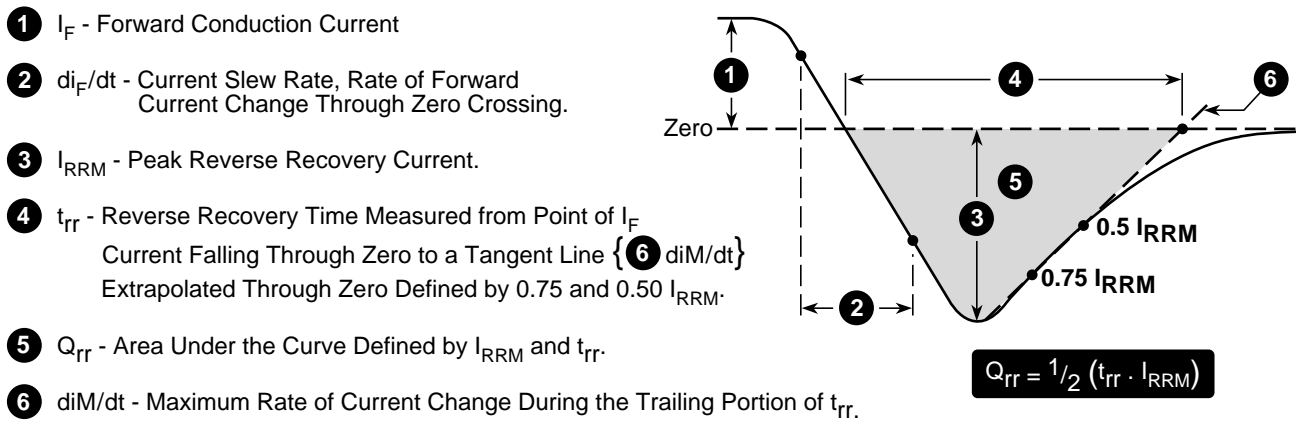 1 I_F - Forward Conduction Current
2 di_F/dt - Current Slew Rate, Rate of Forward
Current Change Through Zero Crossing.
3 I_RRM - Peak Reverse Recovery Current.
4 t_rr - Reverse Recovery Time Measured from Point of I_F
Current Falling Through Zero to a Tangent Line {6 diM/dt}
Extrapolated Through Zero Defined by 0.75 and 0.50 I_RRM.
5 Q_rr - Area Under the Curve Defined by I_RRM and t_rr.
6 diM/dt - Maximum Rate of Current Change During the Trailing Portion of t_rr.
1
4
6
Zero
5
3
0.5 I_RRM
0.75 I_RRM
2
Q_rr = 1/2 (t_rr . I_RRM)